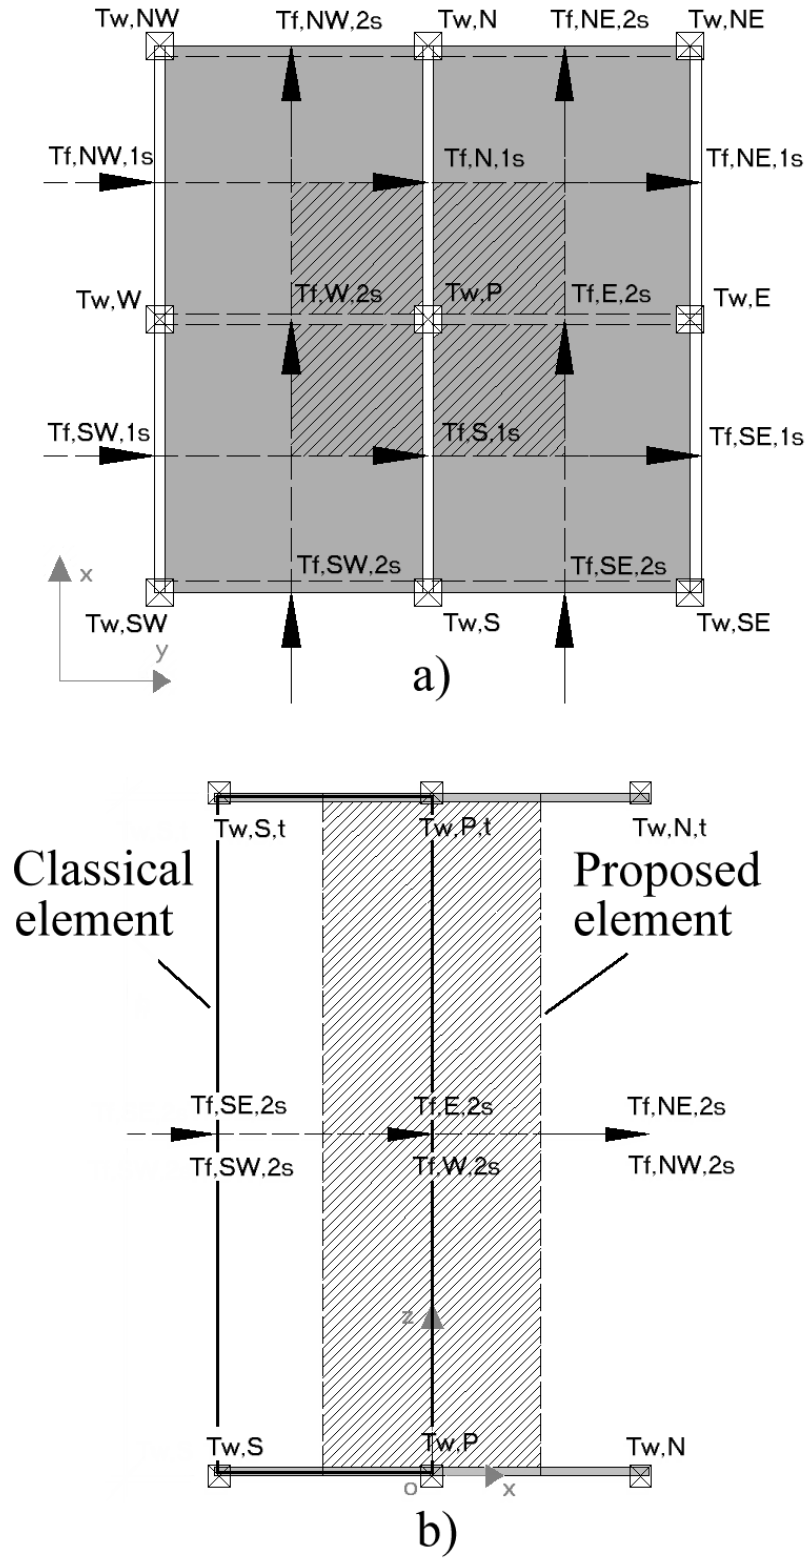 Tw,NW Tf,NW,2s Tw,N Tf,NE,2s Tw,NE
Tf,NW,1s Tf,N,1s Tf,NE,1s
Tw,W Tf,W,2s Tw,P Tf,E,2s Tw,E
Tf,SW,1s Tf,S,1s Tf,SE,1s
Tf,SW,2s Tf,SE,2s
x
Tw,SW Tw,S Tw,SE
y
a)
Tw,S,t Tw,P,t Tw,N,t
Classical
element
Proposed
element
Tf,SE,2s Tf,E,2s Tf,NE,2s
Tf,SW,2s Tf,W,2s Tf,NW,2s
z
Tw,S Tw,P Tw,N
o x
b)